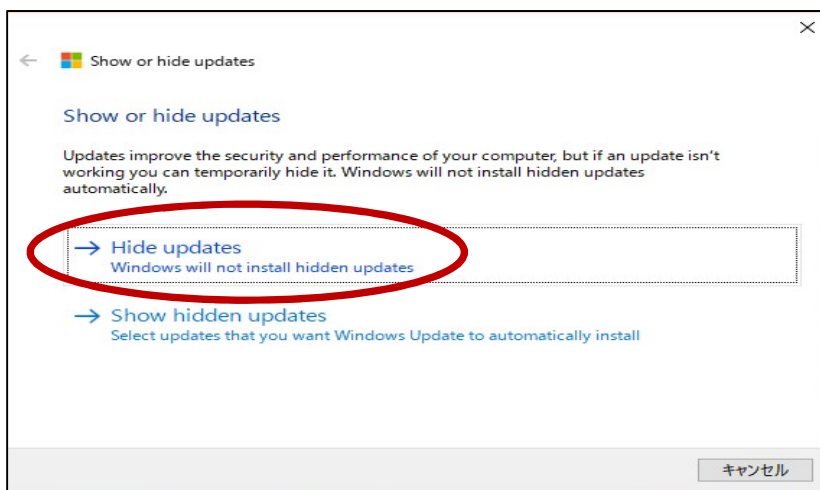 Show or hide updates
Show or hide updates
Updates improve the security and performance of your computer, but if an update isn't
working you can temporarily hide it. Windows will not install hidden updates
automatically.
Hide updates
Windows will not install hidden updates
Show hidden updates
Select updates that you want Windows Update to automatically install
キャンセル